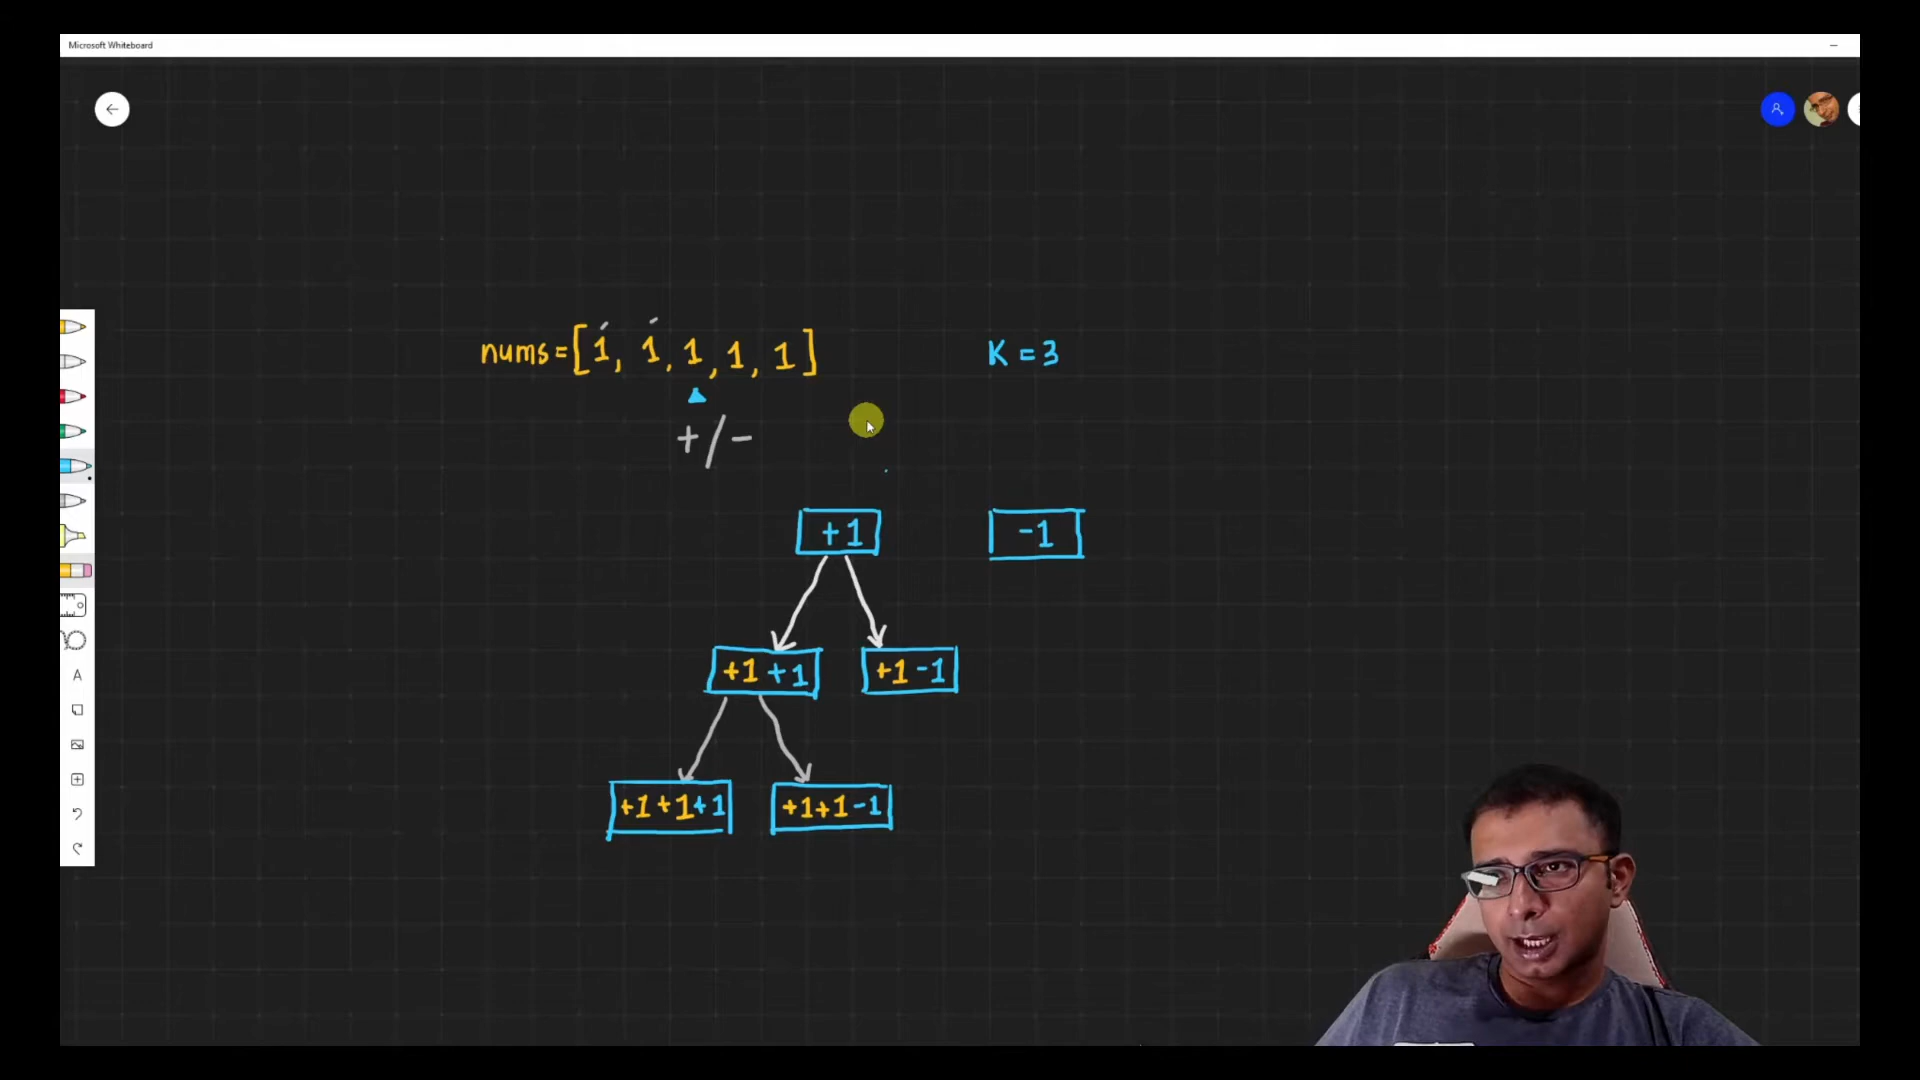 Microsoft Whiteboard
nums=[1, 1, 1, 1, 1] K = 3
+/-
+1 -1
+1 +1 +1 -1
+1 +1 +1 +1 +1 -1
A